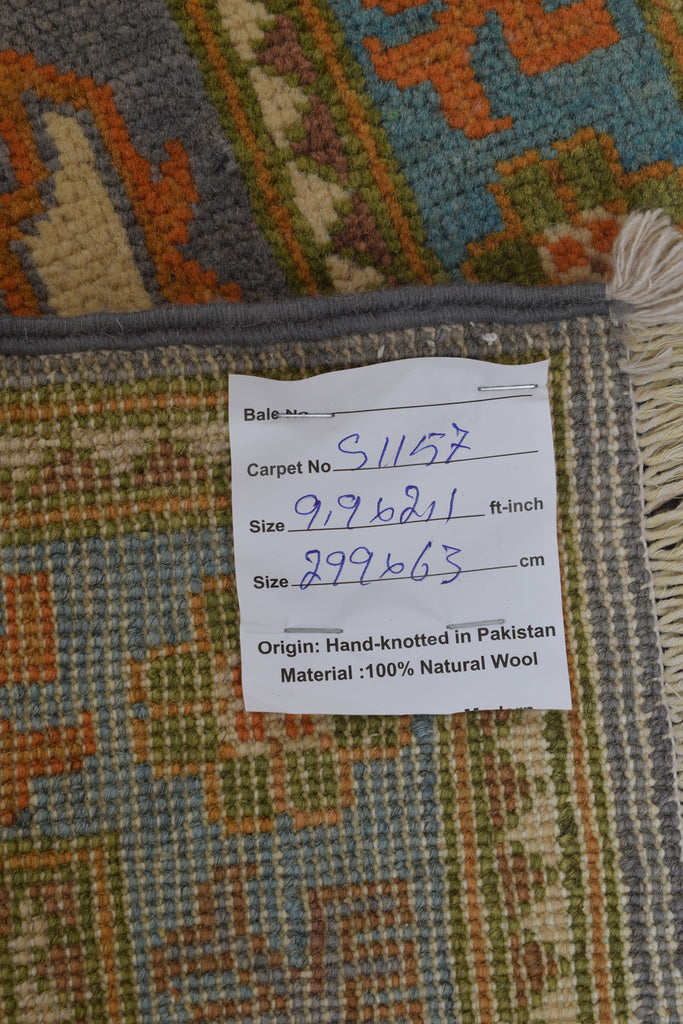 Bale No
Carpet No S1157
Size 9,9x2,1 ft-inch
Size 299x63 cm
Origin: Hand-knotted in Pakistan
Material :100% Natural Wool